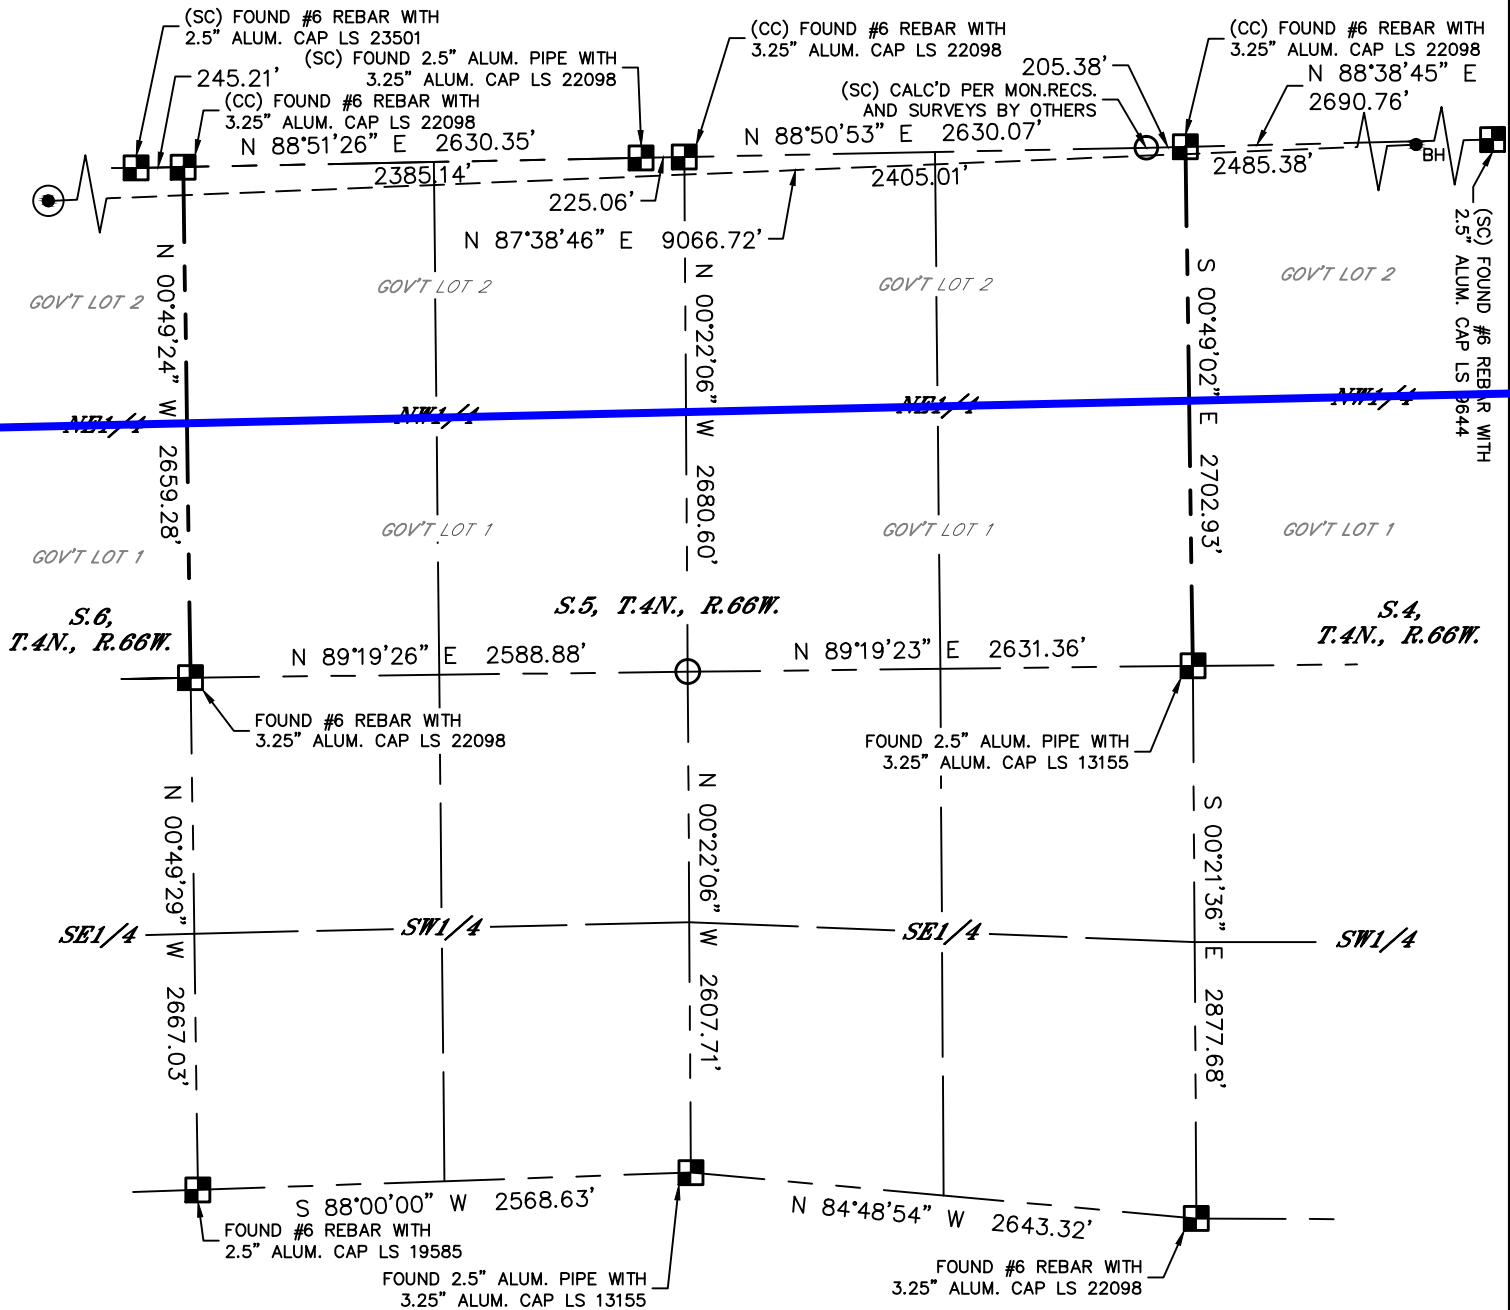 (SC) FOUND #6 REBAR WITH
2.5" ALUM. CAP LS 23501
245.21'
(SC) FOUND 2.5" ALUM. PIPE WITH
3.25" ALUM. CAP LS 22098
(CC) FOUND #6 REBAR WITH
3.25" ALUM. CAP LS 22098
(CC) FOUND #6 REBAR WITH
3.25" ALUM. CAP LS 22098
205.38'
(SC) CALC'D PER MON.RECS.
AND SURVEYS BY OTHERS
(CC) FOUND #6 REBAR WITH
3.25" ALUM. CAP LS 22098
N 88°38'45" E
2690.76'
N 88°51'26" E 2630.35'
N 88°50'53" E 2630.07'
2385.14'
225.06'
2405.01'
2485.38'
BH
N 87°38'46" E 9066.72'
(SC) FOUND #6 REBAR WITH
2.5" ALUM. CAP LS 9644
N 00°49'24" W 2659.28'
N 00°22'06" W 2680.60'
S 00°49'02" E 2702.93'
GOV'T LOT 2
GOV'T LOT 2
GOV'T LOT 2
GOV'T LOT 2
NE1/4
NW1/4
NE1/4
NW1/4
GOV'T LOT 1
GOV'T LOT 1
GOV'T LOT 1
GOV'T LOT 1
S.6,
T.4N., R.66W.
S.5, T.4N., R.66W.
S.4,
T.4N., R.66W.
N 89°19'26" E 2588.88'
N 89°19'23" E 2631.36'
FOUND #6 REBAR WITH
3.25" ALUM. CAP LS 22098
FOUND 2.5" ALUM. PIPE WITH
3.25" ALUM. CAP LS 13155
N 00°49'29" W 2667.03'
N 00°22'06" W 2607.71'
S 00°21'36" E 2877.68'
SE1/4
SW1/4
SE1/4
SW1/4
S 88°00'00" W 2568.63'
N 84°48'54" W 2643.32'
FOUND #6 REBAR WITH
2.5" ALUM. CAP LS 19585
FOUND 2.5" ALUM. PIPE WITH
3.25" ALUM. CAP LS 13155
FOUND #6 REBAR WITH
3.25" ALUM. CAP LS 22098